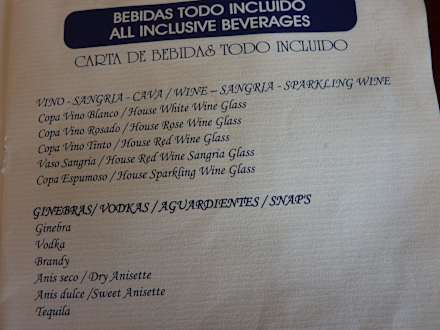 BEBIDAS TODO INCLUIDO
ALL INCLUSIVE BEVERAGES
CARTA DE BEBIDAS TODO INCLUIDO
VINO - SANGRIA - CAVA / WINE – SANGRIA - SPARKLING WINE
Copa Vino Blanco / House White Wine Glass
Copa Vino Rosado / House Rose Wine Glass
Copa Vino Tinto / House Red Wine Glass
Vaso Sangria / House Red Wine Sangria Glass
Copa Espumoso / House Sparkling Wine Glass
GINEBRAS/ VODKAS / AGUARDIENTES / SNAPS
Ginebra
Vodka
Brandy
Anis seco / Dry Anisette
Anis dulce /Sweet Anisette
Tequila